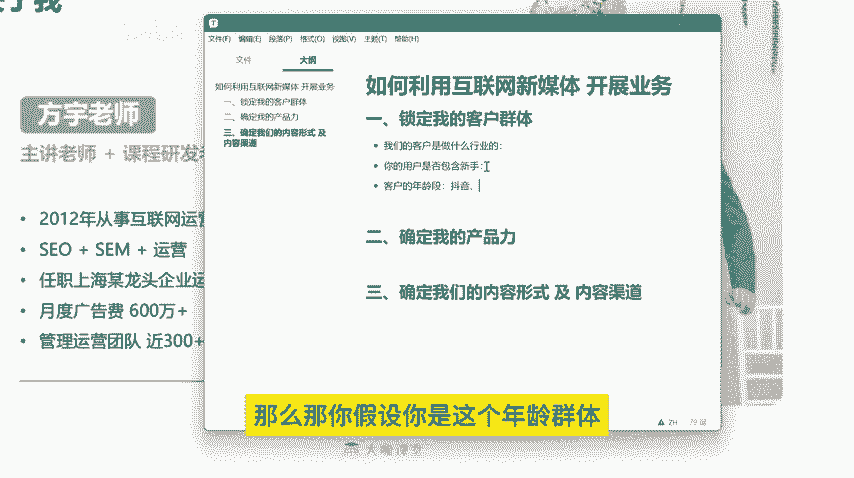 方宇老师
主讲老师 + 课程研发
2012年从事互联网运营
SEO + SEM + 运营
任职上海某龙头企业运
月度广告费 600万+
管理运营团队 近300+
文件(F) 编辑(E) 段落(P) 格式(O) 视图(V) 主题(T) 帮助(H)
文件 大纲
如何利用互联网新媒体 开展业务
一、锁定我的客户群体
二、确定我的产品力
三、确定我们的内容形式 及
内容渠道
如何利用互联网新媒体 开展业务
一、锁定我的客户群体
我们的客户是做什么行业的：
你的用户是否包含新手：
客户的年龄段：抖音、
二、确定我的产品力
三、确定我们的内容形式 及 内容渠道
ZH 79 词
那么那你假设你是这个年龄群体